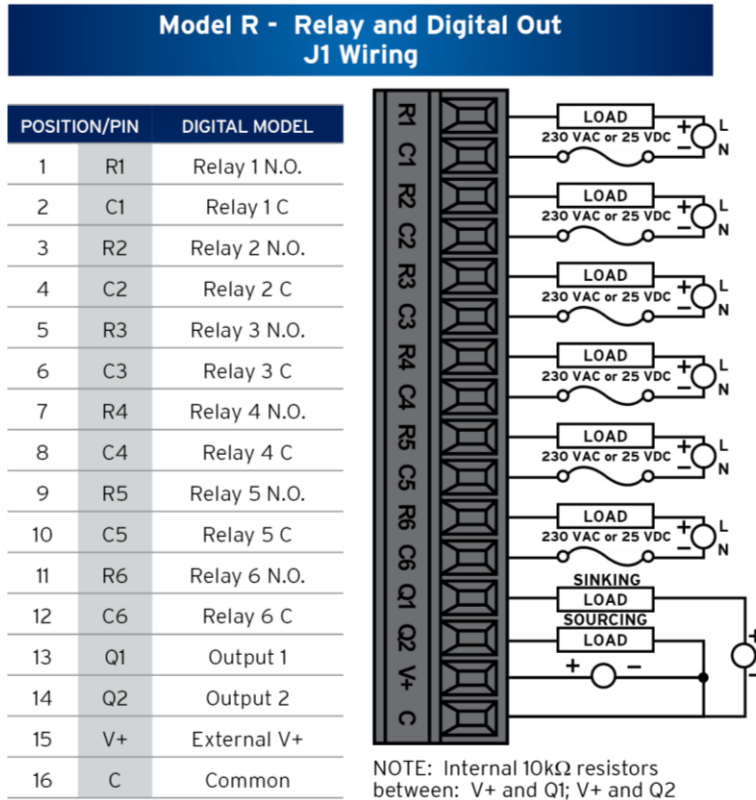 Model R - Relay and Digital Out
J1 Wiring
POSITION/PIN DIGITAL MODEL
1 R1 Relay 1 N.O.
2 C1 Relay 1 C
3 R2 Relay 2 N.O.
4 C2 Relay 2 C
5 R3 Relay 3 N.O.
6 C3 Relay 3 C
7 R4 Relay 4 N.O.
8 C4 Relay 4 C
9 R5 Relay 5 N.O.
10 C5 Relay 5 C
11 R6 Relay 6 N.O.
12 C6 Relay 6 C
13 Q1 Output 1
14 Q2 Output 2
15 V+ External V+
16 C Common
R1
C1
R2
C2
R3
C3
R4
C4
R5
C5
R6
C6
Q1
Q2
V+
C
LOAD + L
230 VAC or 25 VDC − N
LOAD + L
230 VAC or 25 VDC − N
LOAD + L
230 VAC or 25 VDC − N
LOAD + L
230 VAC or 25 VDC − N
LOAD + L
230 VAC or 25 VDC − N
LOAD + L
230 VAC or 25 VDC − N
SINKING
LOAD
SOURCING
LOAD +
+ − −
NOTE: Internal 10kΩ resistors
between: V+ and Q1; V+ and Q2